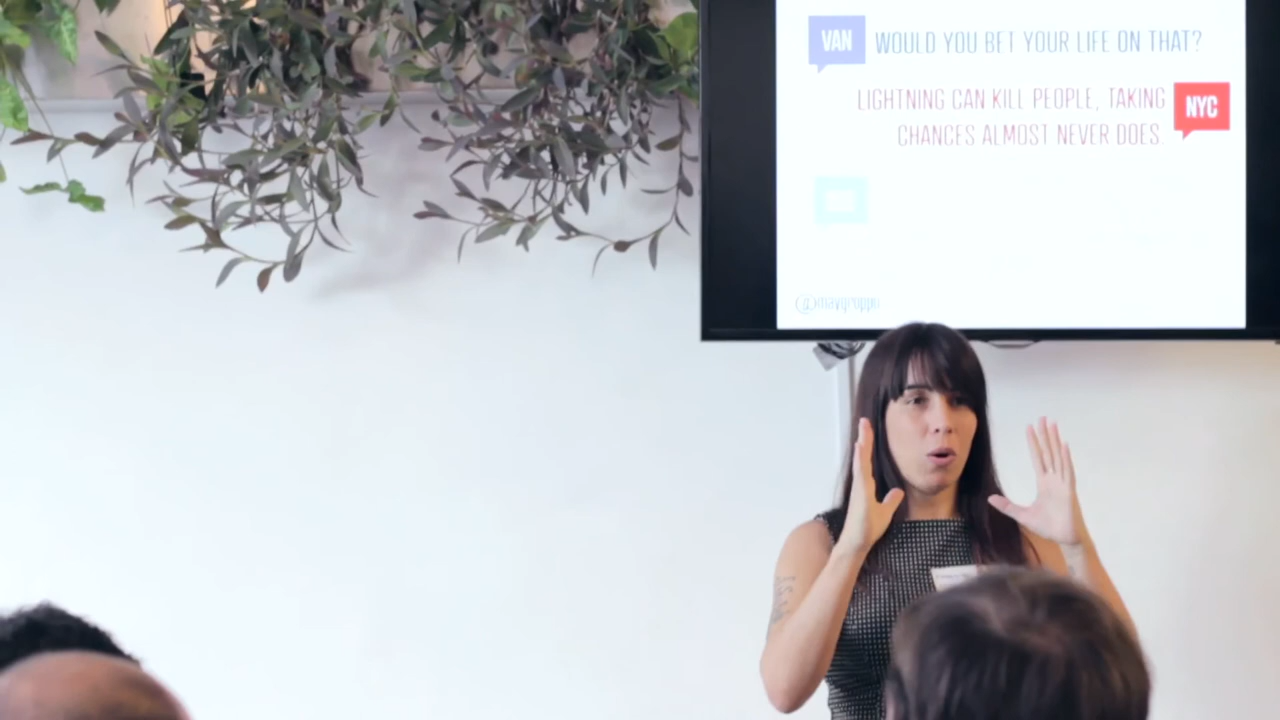 VAN WOULD YOU BET YOUR LIFE ON THAT?
LIGHTNING CAN KILL PEOPLE, TAKING NYC
CHANCES ALMOST NEVER DOES.